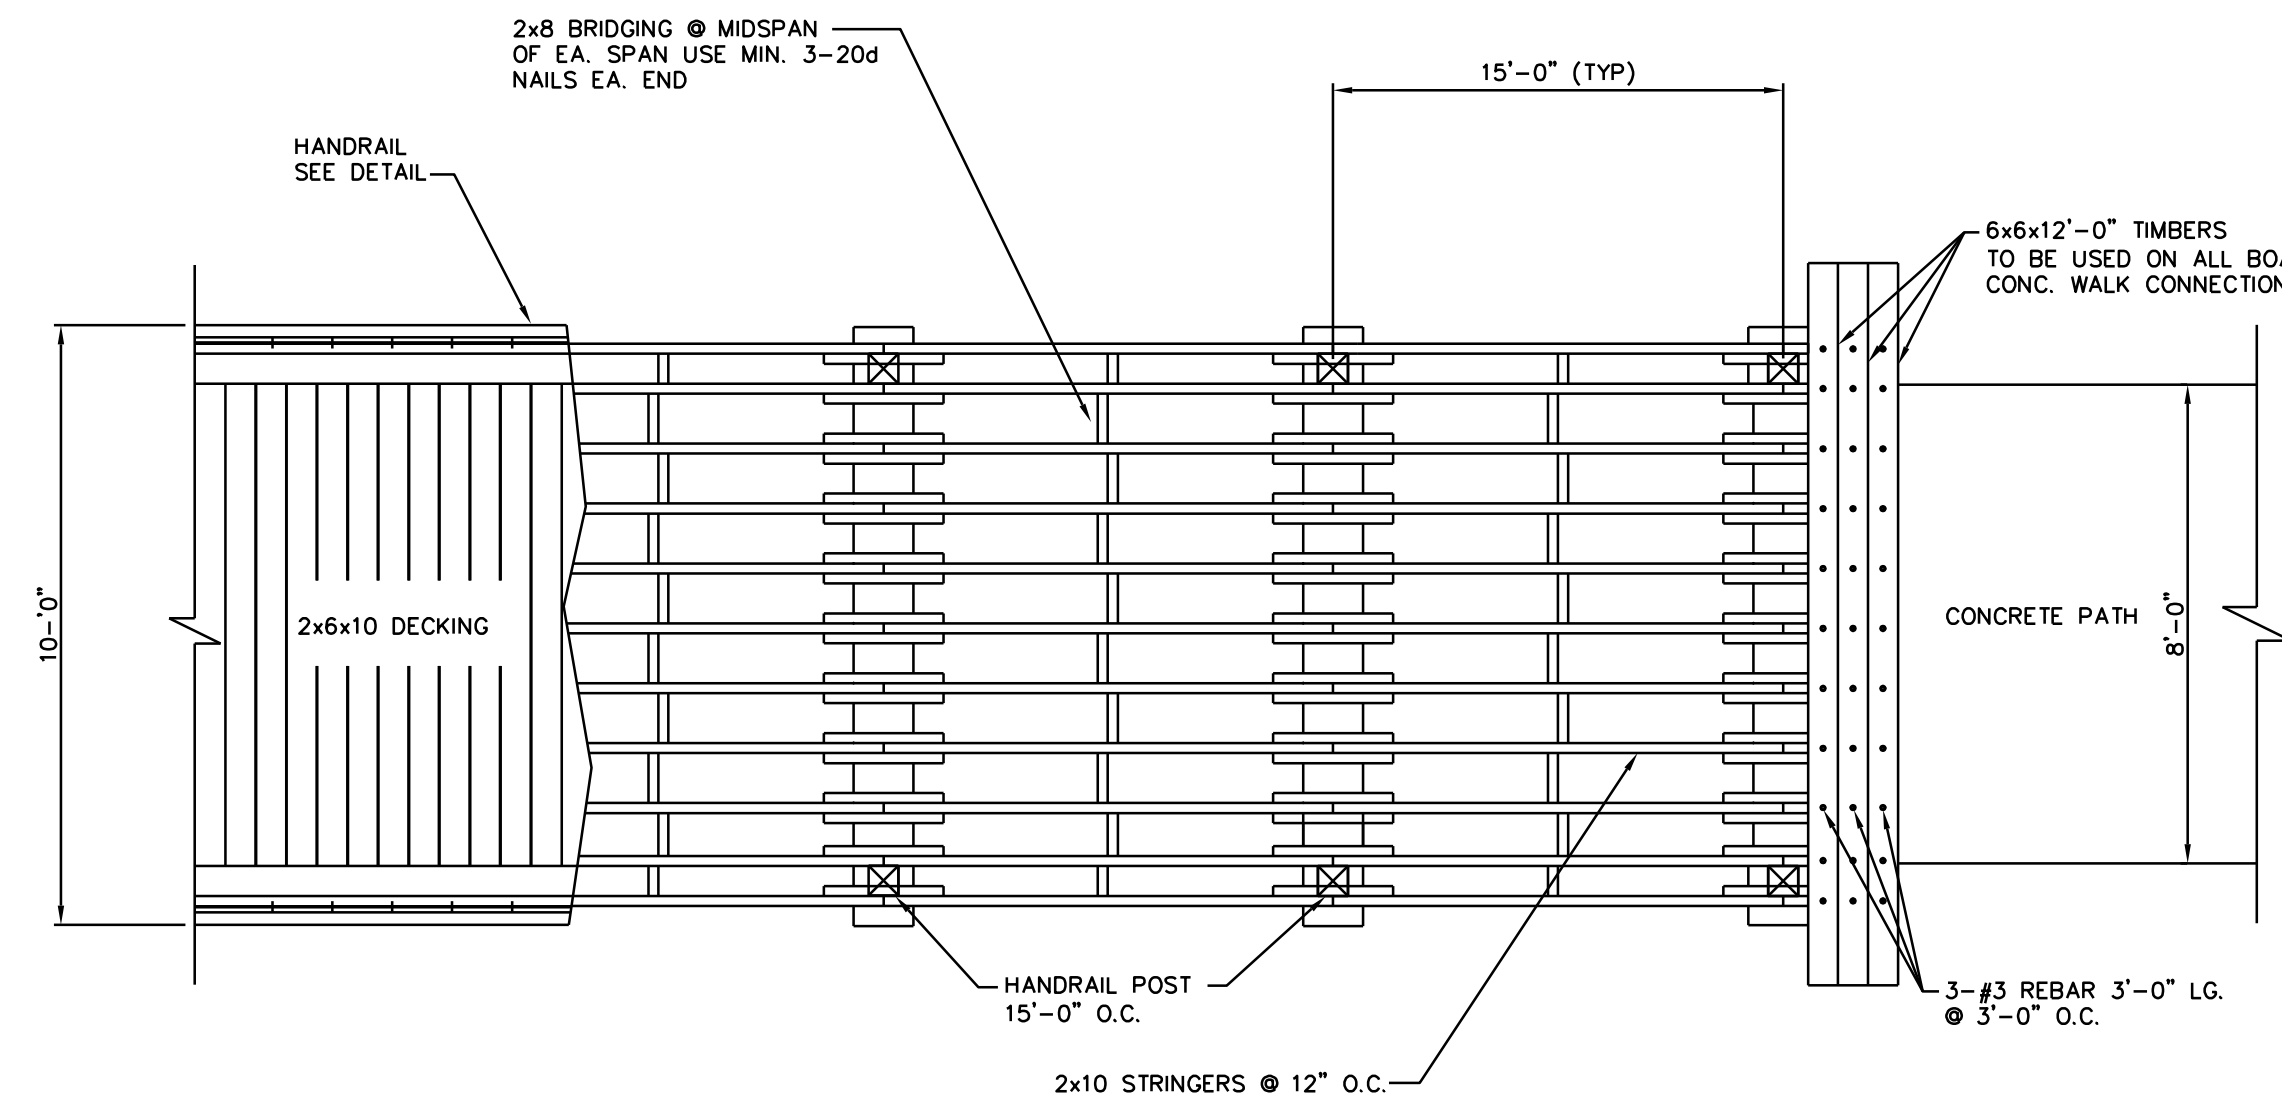 2x8 BRIDGING @ MIDSPAN
OF EA. SPAN USE MIN. 3-20d
NAILS EA. END
15'-0" (TYP)
HANDRAIL
SEE DETAIL
6x6x12'-0" TIMBERS
TO BE USED ON ALL
CONC. WALK CONNECTION
10-'0"
2x6x10 DECKING
CONCRETE PATH
8'-0"
HANDRAIL POST
15'-0" O.C.
3-#3 REBAR 3'-0" LG.
@ 3'-0" O.C.
2x10 STRINGERS @ 12" O.C.